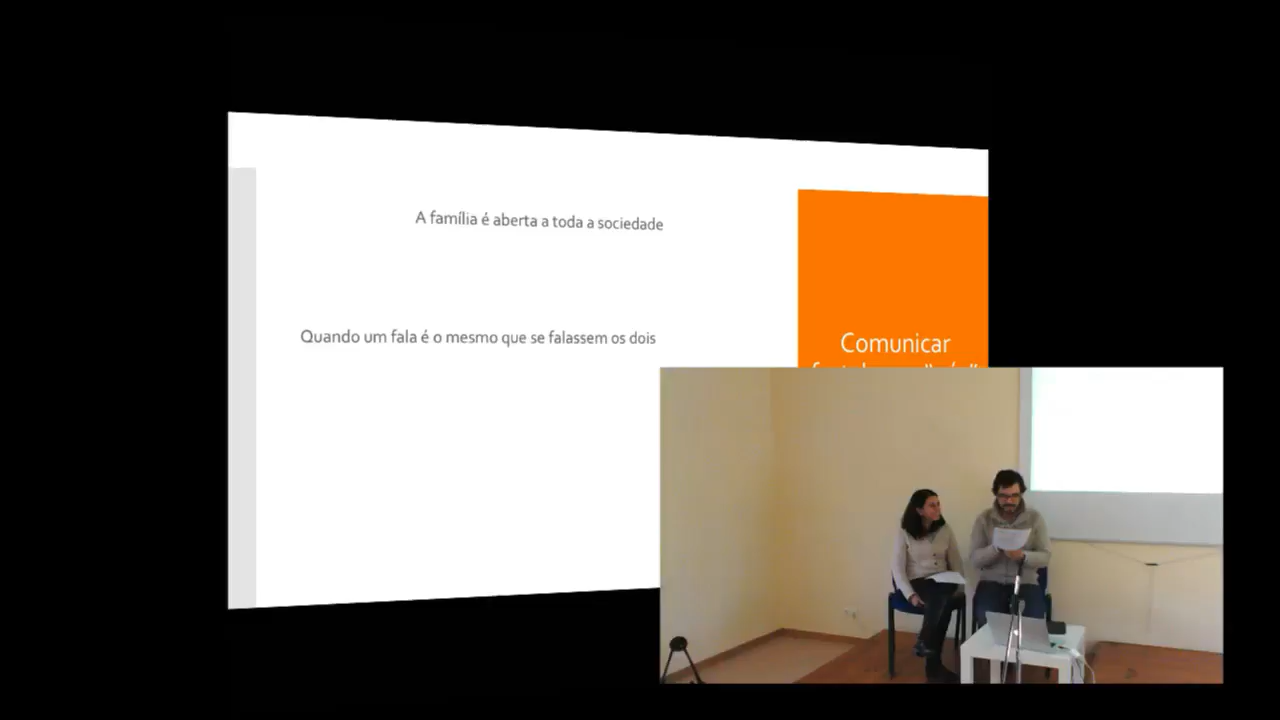 A família é aberta a toda a sociedade
Quando um fala é o mesmo que se falassem os dois
Comunicar